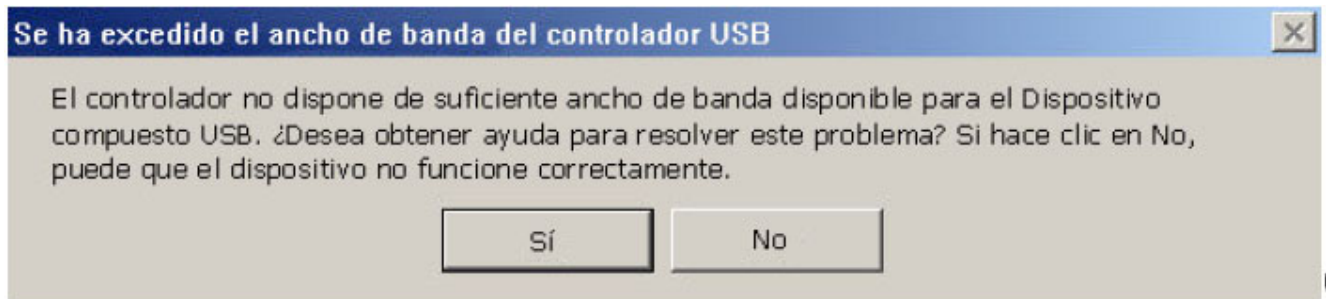 Se ha excedido el ancho de banda del controlador USB
El controlador no dispone de suficiente ancho de banda disponible para el Dispositivo
compuesto USB. ¿Desea obtener ayuda para resolver este problema? Si hace clic en No,
puede que el dispositivo no funcione correctamente.
Sí No